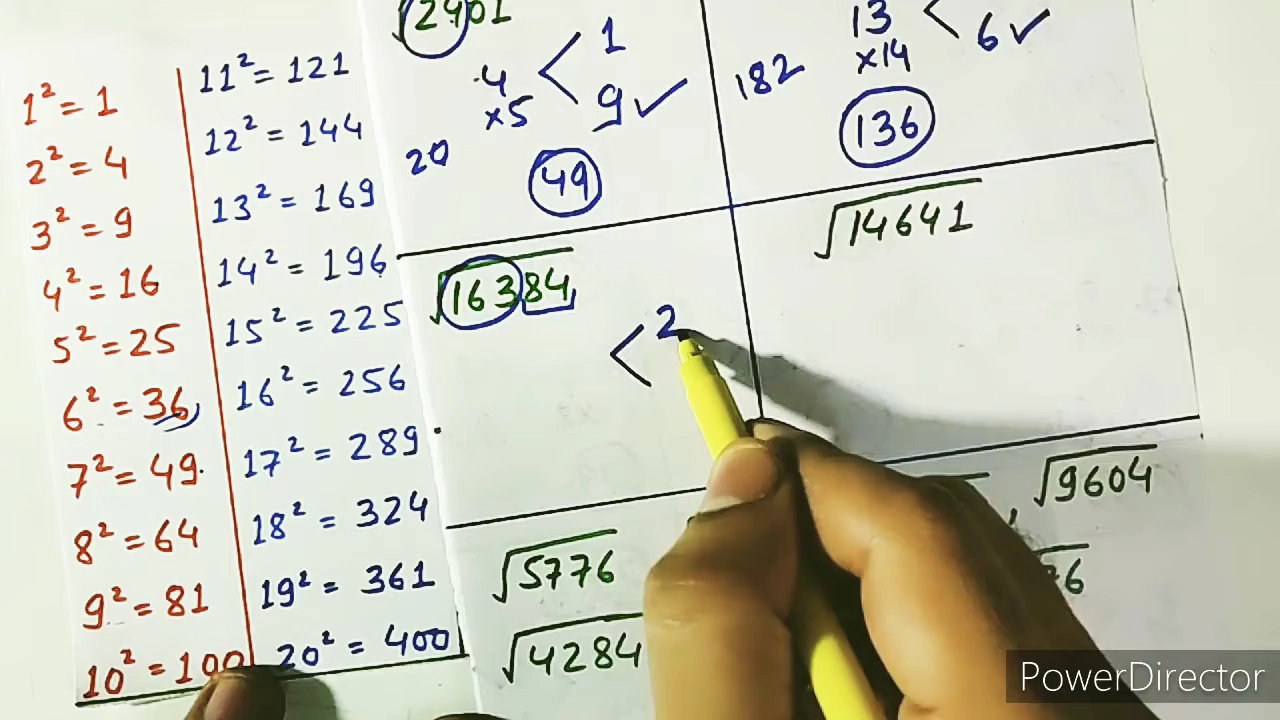 1² = 1
2² = 4
3² = 9
4² = 16
5² = 25
6² = 36
7² = 49
8² = 64
9² = 81
10² = 100
11² = 121
12² = 144
13² = 169
14² = 196
15² = 225
16² = 256
17² = 289
18² = 324
19² = 361
20² = 400
√2401
4 < 1
×5 9 ✓
20
49
13 < 6 ✓
×14
182
136
√16384
< 2
√14641
√5776
√4284
, √9604
PowerDirector